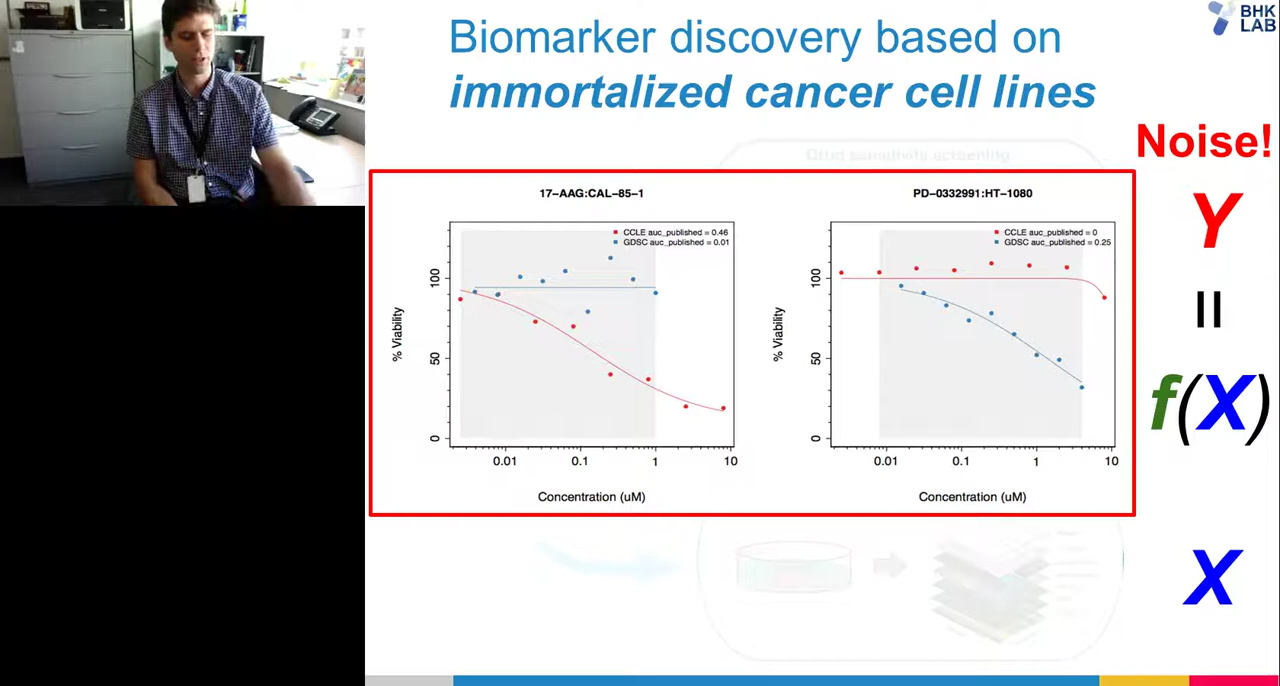 Biomarker discovery based on
immortalized cancer cell lines
BHK
LAB
Noise!
Drug sensitivity screening
17−AAG:CAL−85−1
CCLE auc_published = 0.46
GDSC auc_published = 0.01
% Viability
100
50
0
0.01 0.1 1 10
Concentration (uM)
PD−0332991:HT−1080
CCLE auc_published = 0
GDSC auc_published = 0.25
% Viability
100
50
0
0.01 0.1 1 10
Concentration (uM)
Y
=
f(X)
X